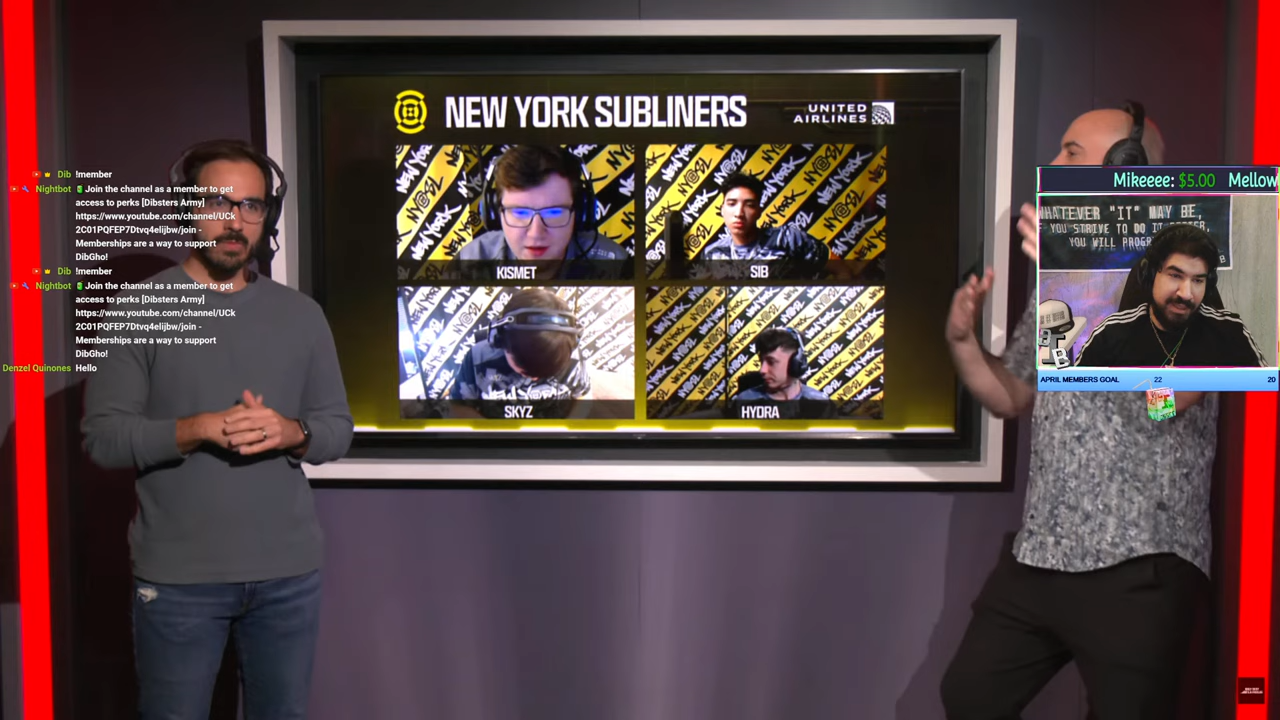 NEW YORK SUBLINERS
UNITED
AIRLINES
KISMET
SIB
SKYZ
HYDRA
Dib !member
Nightbot Join the channel as a member to get
access to perks [Dibsters Army]
https://www.youtube.com/channel/UCk
2C01PQFEP7Dtvq4elijbw/join -
Memberships are a way to support
DibGho!
Dib !member
Nightbot Join the channel as a member to get
access to perks [Dibsters Army]
https://www.youtube.com/channel/UCk
2C01PQFEP7Dtvq4elijbw/join -
Memberships are a way to support
DibGho!
Denzel Quinones Hello
Mikeeee: $5.00 Mellow
WHATEVER "IT" MAY BE,
YOU STRIVE TO DO IT
YOU WILL
APRIL MEMBERS GOAL 22 20